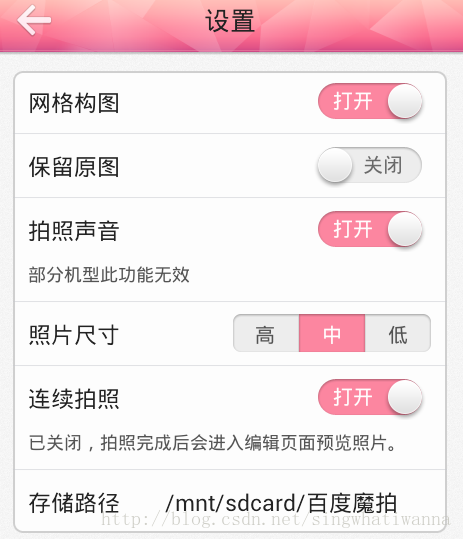 设置
网格构图 打开
保留原图 关闭
拍照声音 打开
部分机型此功能无效
照片尺寸 高 中 低
连续拍照 打开
已关闭，拍照完成后会进入编辑页面预览照片。
存储路径 /mnt/sdcard/百度魔拍
http://blog.csdn.net/singwhatiwanna